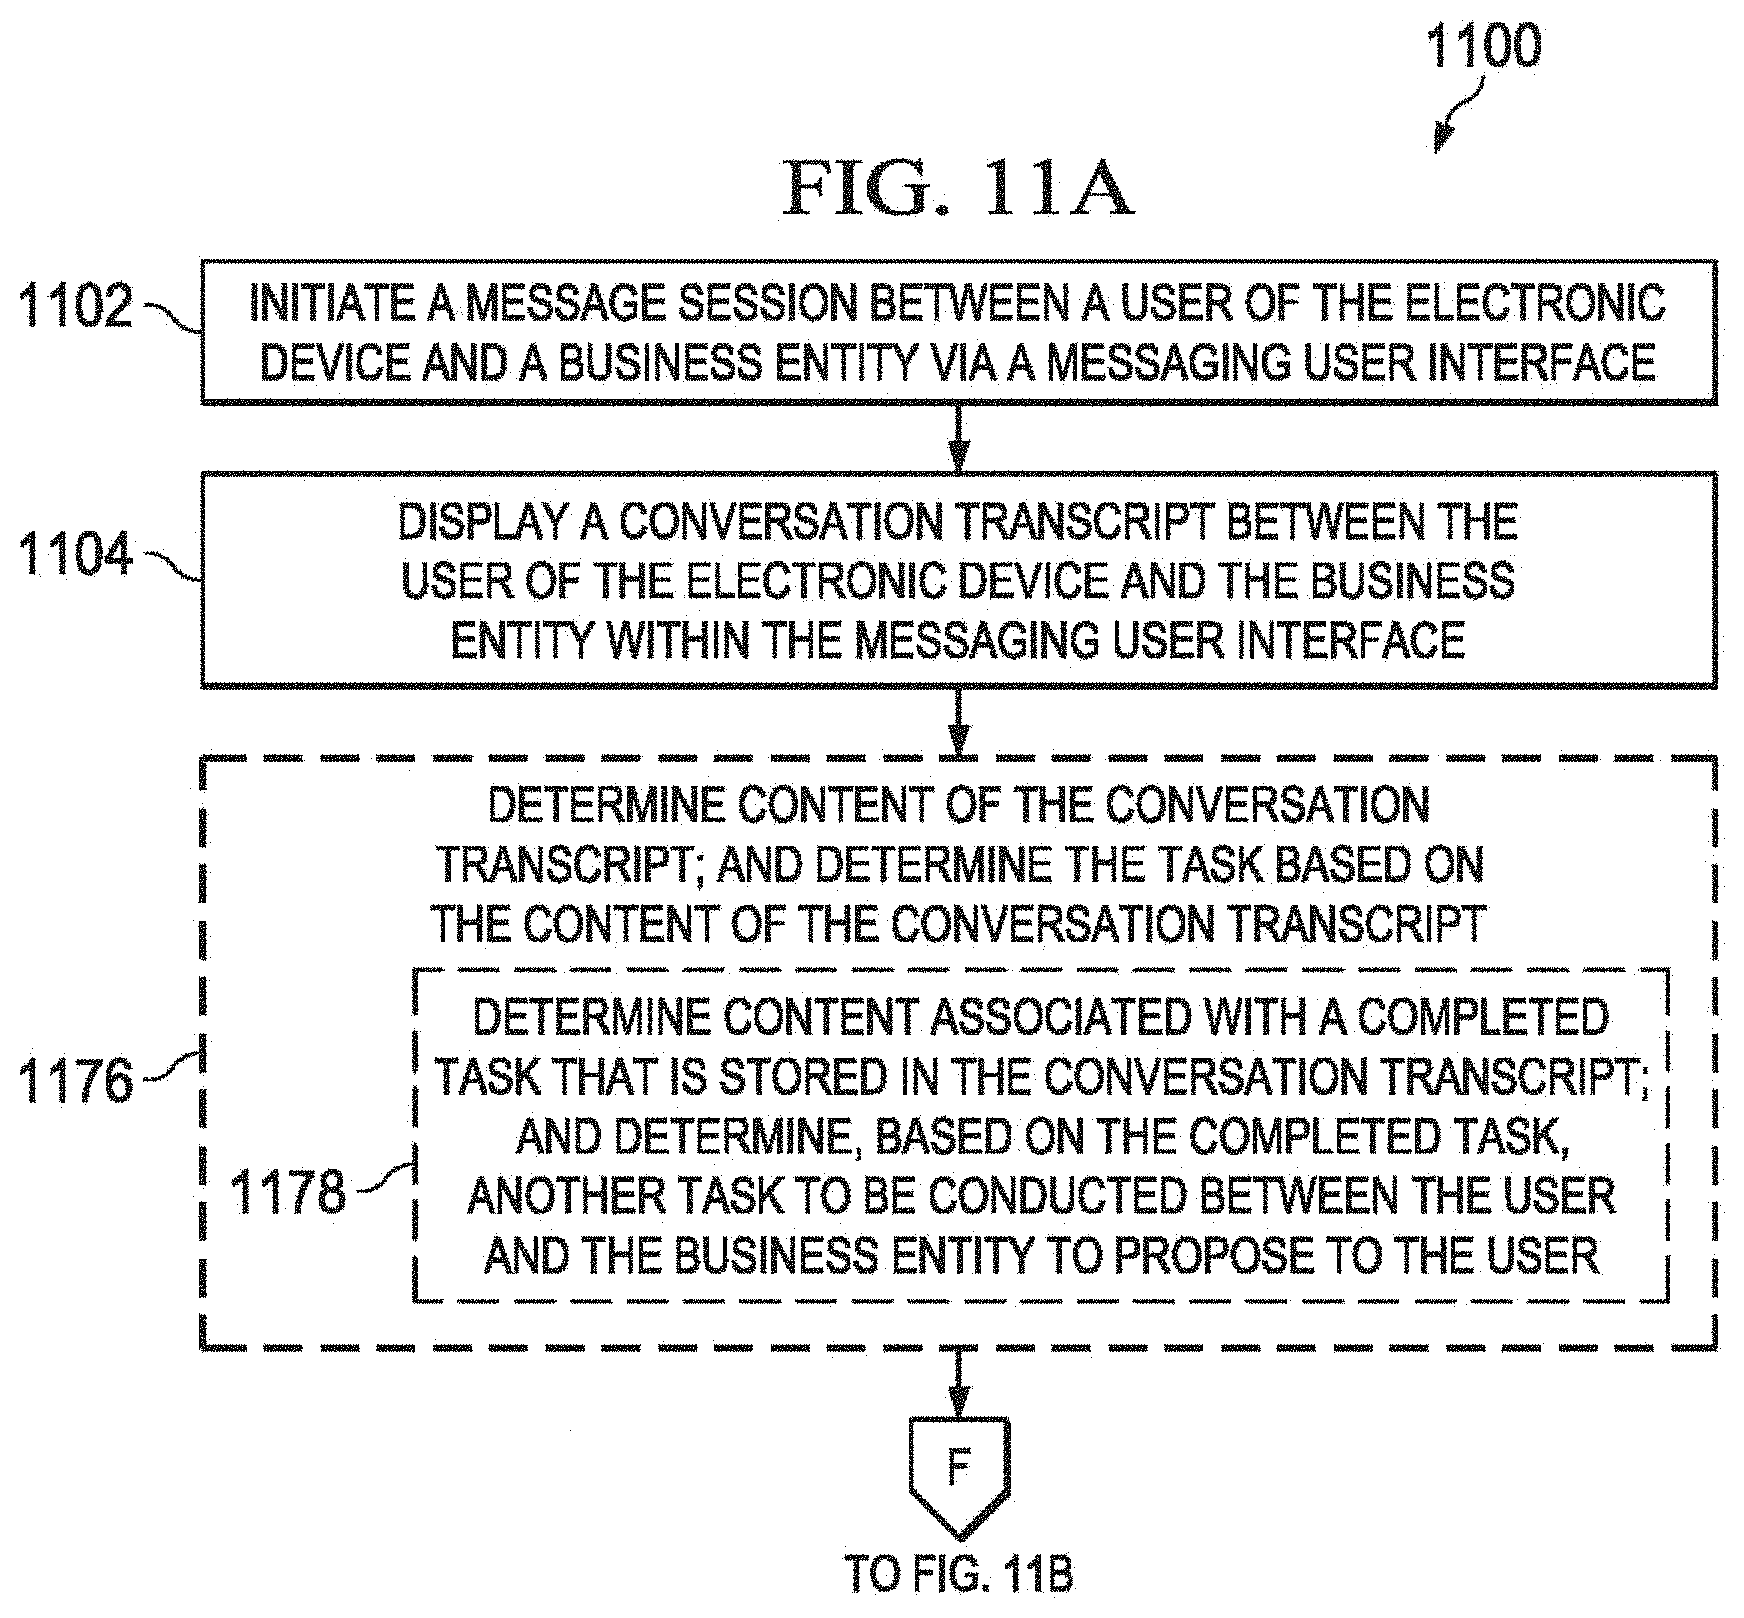 1100
FIG. 11A
1102
INITIATE A MESSAGE SESSION BETWEEN A USER OF THE ELECTRONIC
DEVICE AND A BUSINESS ENTITY VIA A MESSAGING USER INTERFACE
1104
DISPLAY A CONVERSATION TRANSCRIPT BETWEEN THE
USER OF THE ELECTRONIC DEVICE AND THE BUSINESS
ENTITY WITHIN THE MESSAGING USER INTERFACE
1176
DETERMINE CONTENT OF THE CONVERSATION
TRANSCRIPT; AND DETERMINE THE TASK BASED ON
THE CONTENT OF THE CONVERSATION TRANSCRIPT
1178
DETERMINE CONTENT ASSOCIATED WITH A COMPLETED
TASK THAT IS STORED IN THE CONVERSATION TRANSCRIPT;
AND DETERMINE, BASED ON THE COMPLETED TASK,
ANOTHER TASK TO BE CONDUCTED BETWEEN THE USER
AND THE BUSINESS ENTITY TO PROPOSE TO THE USER
F
TO FIG. 11B